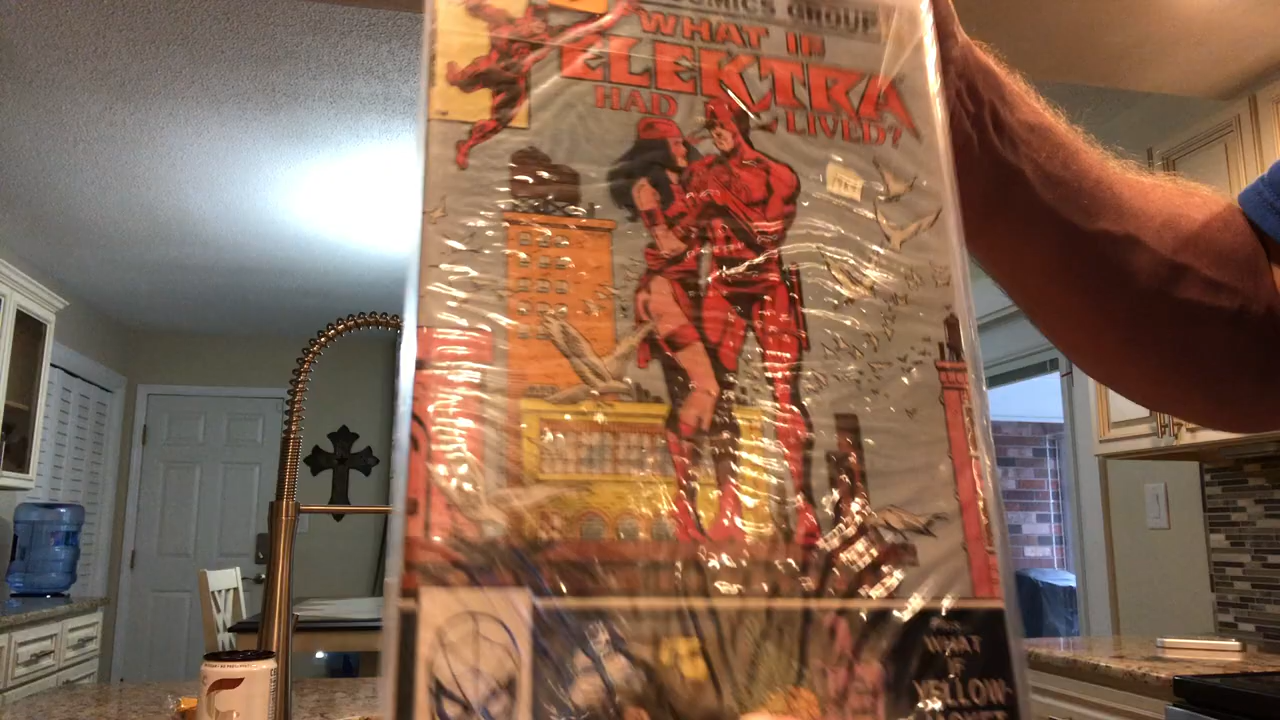 COMICS GROUP
WHAT IF
ELEKTRA
HAD LIVED?
WHAT
IF
YELLOW-